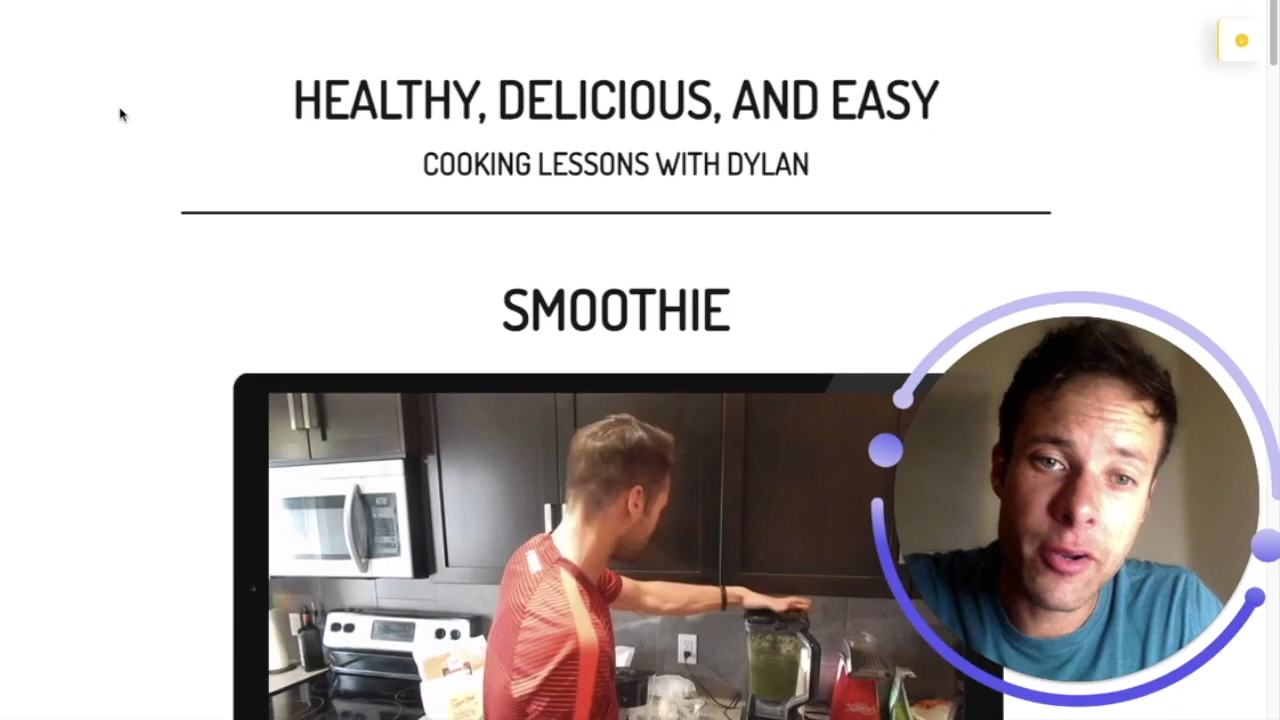 HEALTHY, DELICIOUS, AND EASY
COOKING LESSONS WITH DYLAN
SMOOTHIE